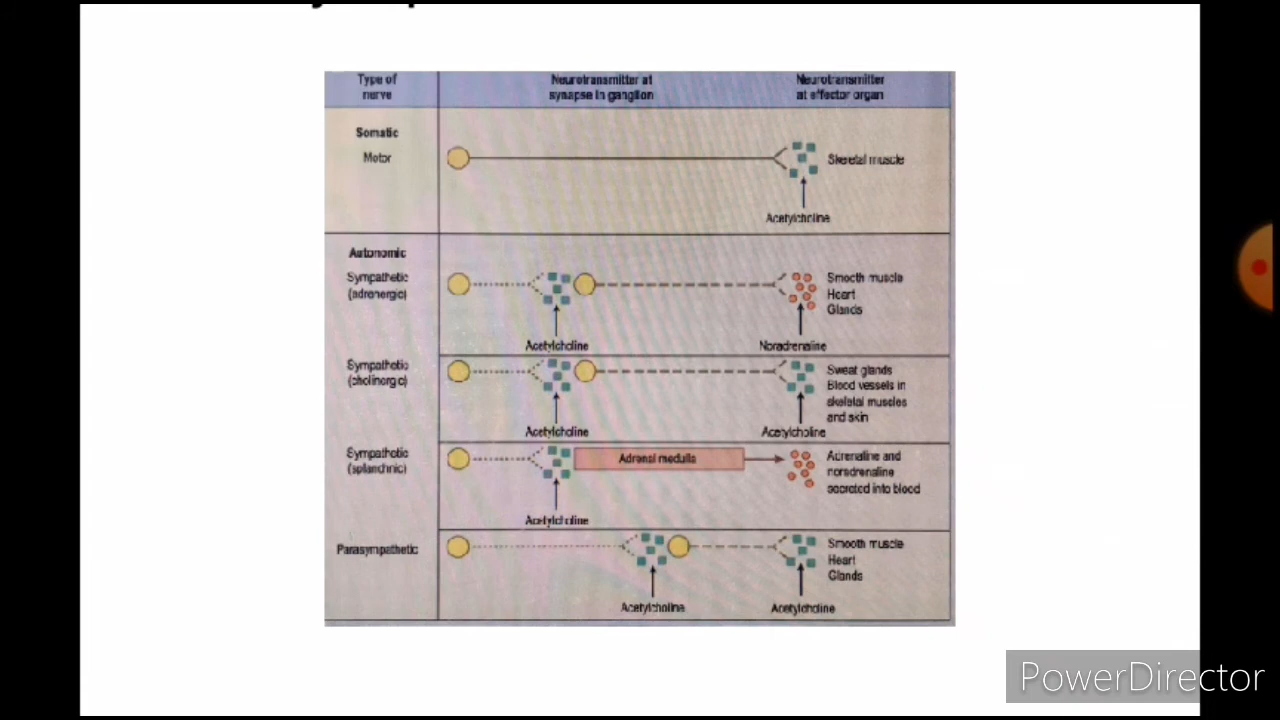 Type of
nerve
Neurotransmitter at
synapse in ganglion
Neurotransmitter
at effector organ
Somatic
Motor
Skeletal muscle
Acetylcholine
Autonomic
Sympathetic
(adrenergic)
Smooth muscle
Heart
Glands
Acetylcholine
Noradrenaline
Sympathetic
(cholinergic)
Sweat glands
Blood vessels in
skeletal muscles
and skin
Acetylcholine
Acetylcholine
Sympathetic
(splanchnic)
Adrenal medulla
Adrenaline and
noradrenaline
secreted into blood
Acetylcholine
Parasympathetic
Smooth muscle
Heart
Glands
Acetylcholine
Acetylcholine
PowerDirector